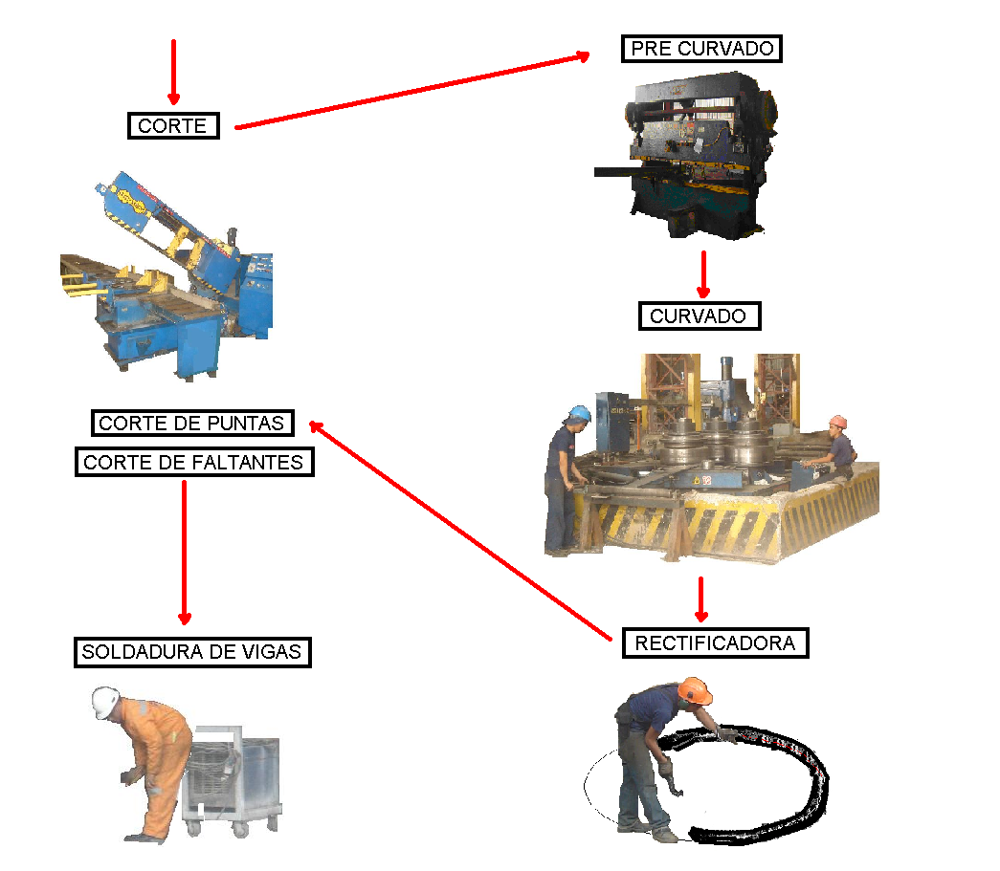 CORTE
PRE CURVADO
CURVADO
RECTIFICADORA
CORTE DE PUNTAS
CORTE DE FALTANTES
SOLDADURA DE VIGAS